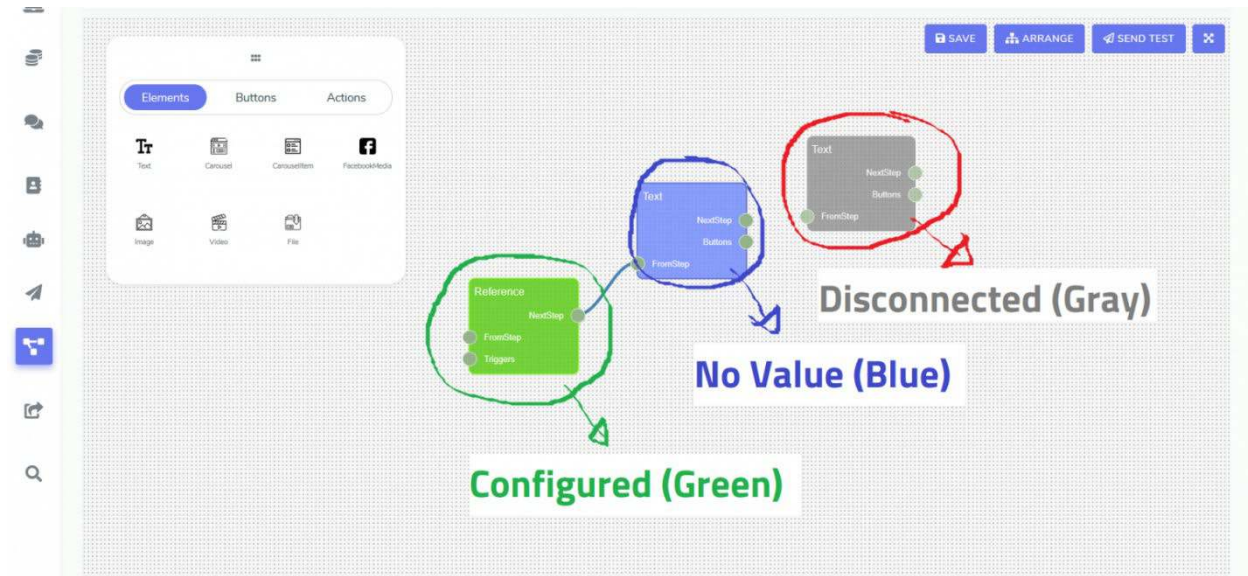 SAVE
ARRANGE
SEND TEST
Elements
Buttons
Actions
Text
Carousel
CarouselItem
FacebookMedia
Image
Video
File
Text
NextStep
Buttons
FromStep
Text
NextStep
Buttons
FromStep
Reference
NextStep
FromStep
Triggers
Disconnected (Gray)
No Value (Blue)
Configured (Green)